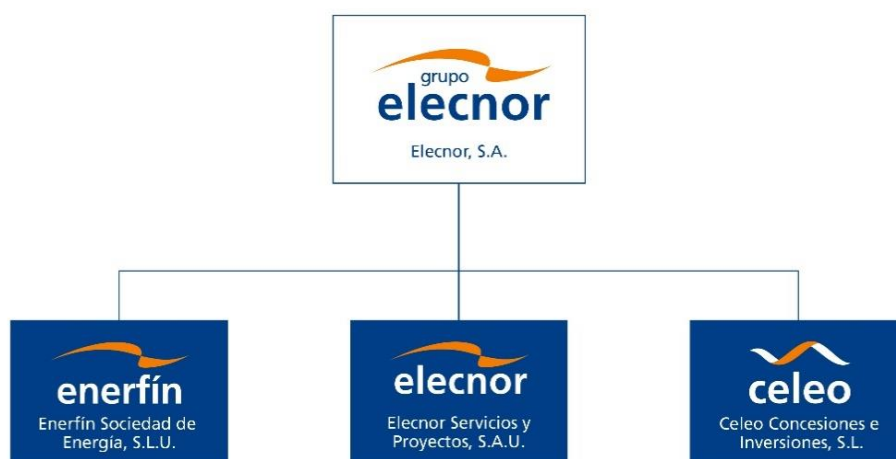 grupo
elecnor
Elecnor, S.A.
enerfín
Enerfín Sociedad de
Energía, S.L.U.
elecnor
Elecnor Servicios y
Proyectos, S.A.U.
celeo
Celeo Concesiones e
Inversiones, S.L.